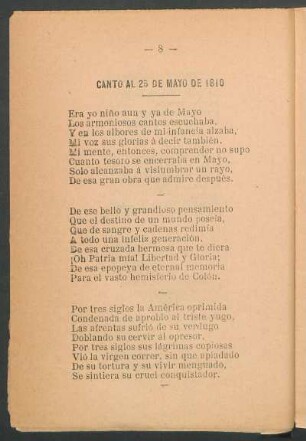 — 8 —
CANTO AL 25 DE MAYO DE 1810
Era yo niño aun y ya de Mayo
Los armoniosos cantos escuchaba,
Y en los albores de mi infancia alzaba,
Mi voz sus glorias á decir también.
Mi mente, entonces, comprender no supo
Cuanto tesoro se encerraba en Mayo,
Solo alcanzaba á vislumbrar un rayo,
De esa gran obra que admiré después.
—
De ese bello y grandioso pensamiento
Que el destino de un mundo poseía,
Que de sangre y cadenas redimía
A todo una infeliz generación.
De esa cruzada hermosa que te diera
¡Oh Patria mia! Libertad y Gloria;
De esa epopeya de eternal memoria
Para el vasto hemisferio de Colón.
—
Por tres siglos la América oprimida
Condenada de aprobio al triste yugo,
Las afrentas sufrió de su verdugo
Doblando su cerviz al opresor.
Por tres siglos sus lágrimas copiosas
Vió la virgen correr, sin que apiadado
De su tortura y su vivir menguado,
Se sintiera su cruel conquistador.
—